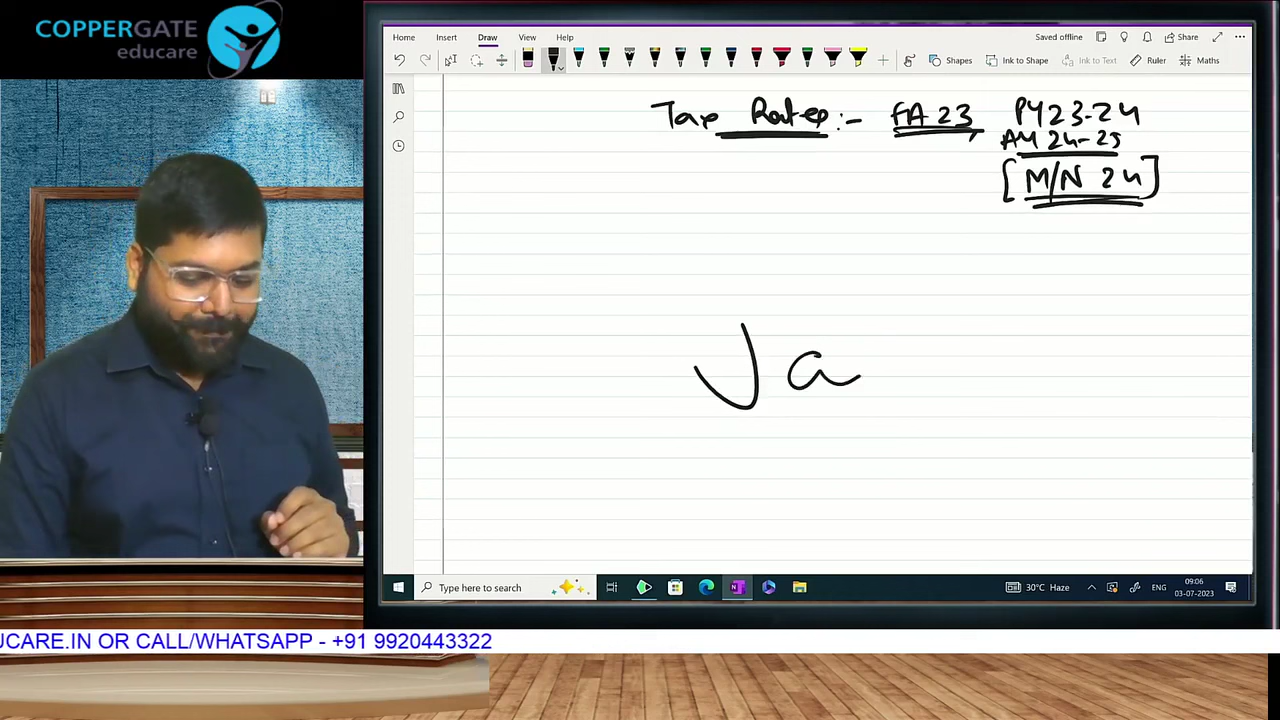 COPPERGATE
educare
Home Insert Draw View Help
Saved offline
Share
Shapes
Ink to Shape
Ink to Text
Ruler
Maths
Tax Rates :- FA 23 PY 23-24
AY 24-25
[M/N 24]
Ja
Type here to search
30°C Haze
ENG
09:06
03-07-2023
UCARE.IN OR CALL/WHATSAPP - +91 9920443322